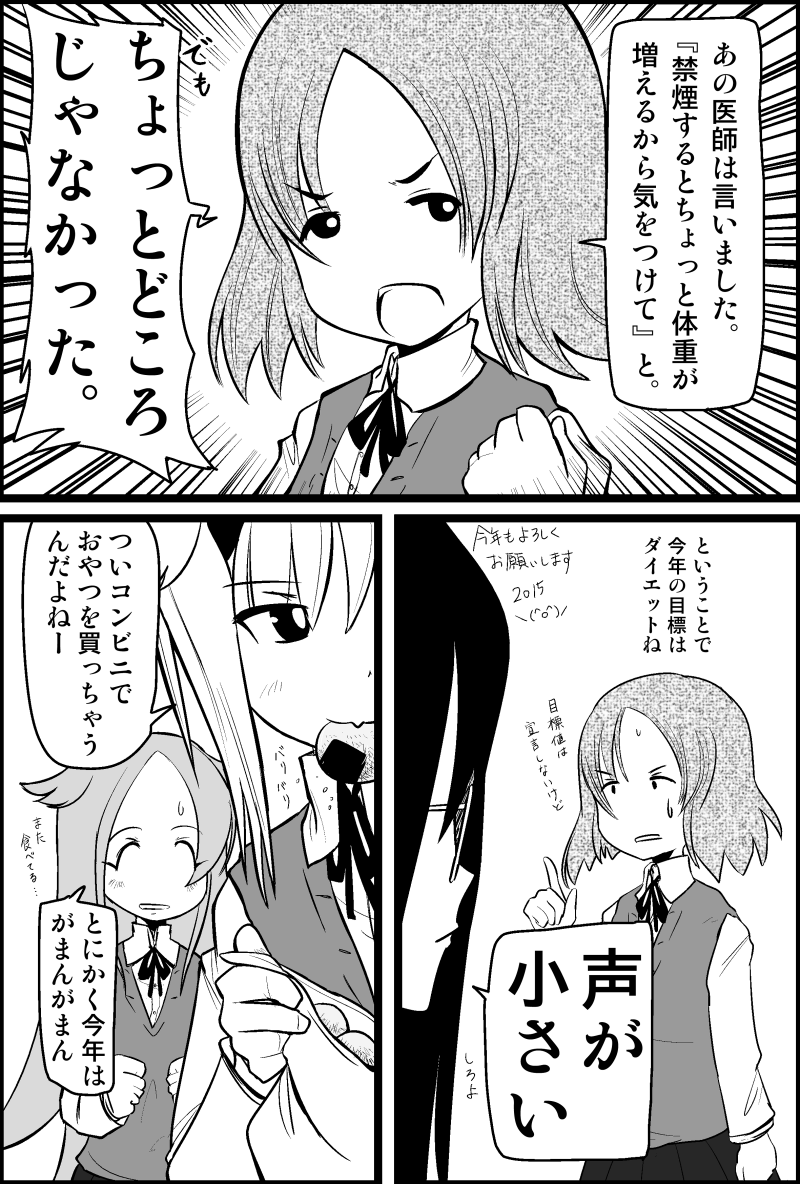 あの医師は言いました。
『禁煙するとちょっと体重が
増えるから気をつけて』と。
でも
ちょっとどころ
じゃなかった。
ということで
今年の目標は
ダイエットね
今年もよろしく
お願いします
2015
＼(^o^)／
目標値は
宣言しないけど
声が
小さい
しろよ
ついコンビニで
おやつを買っちゃう
んだよねー
バリバリ
また
食べてる…
とにかく今年は
がまんがまん